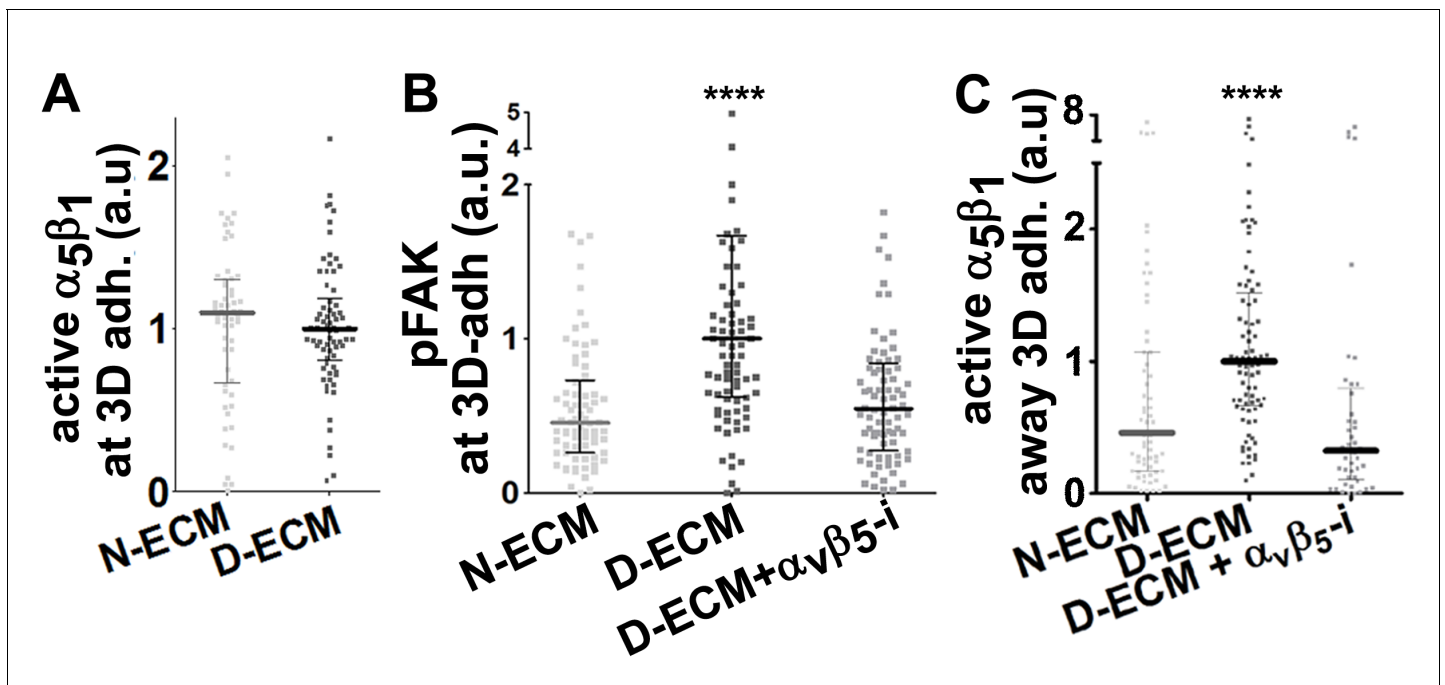 A
active α5β1
at 3D adh. (a.u)
2
1
0
N-ECM
D-ECM
B
pFAK
at 3D-adh (a.u.)
5
4
2
1
0
****
N-ECM
D-ECM
D-ECM+αvβ5-i
C
active α5β1
away 3D adh. (a.u)
8
2
1
0
****
N-ECM
D-ECM
D-ECM + αvβ5-i